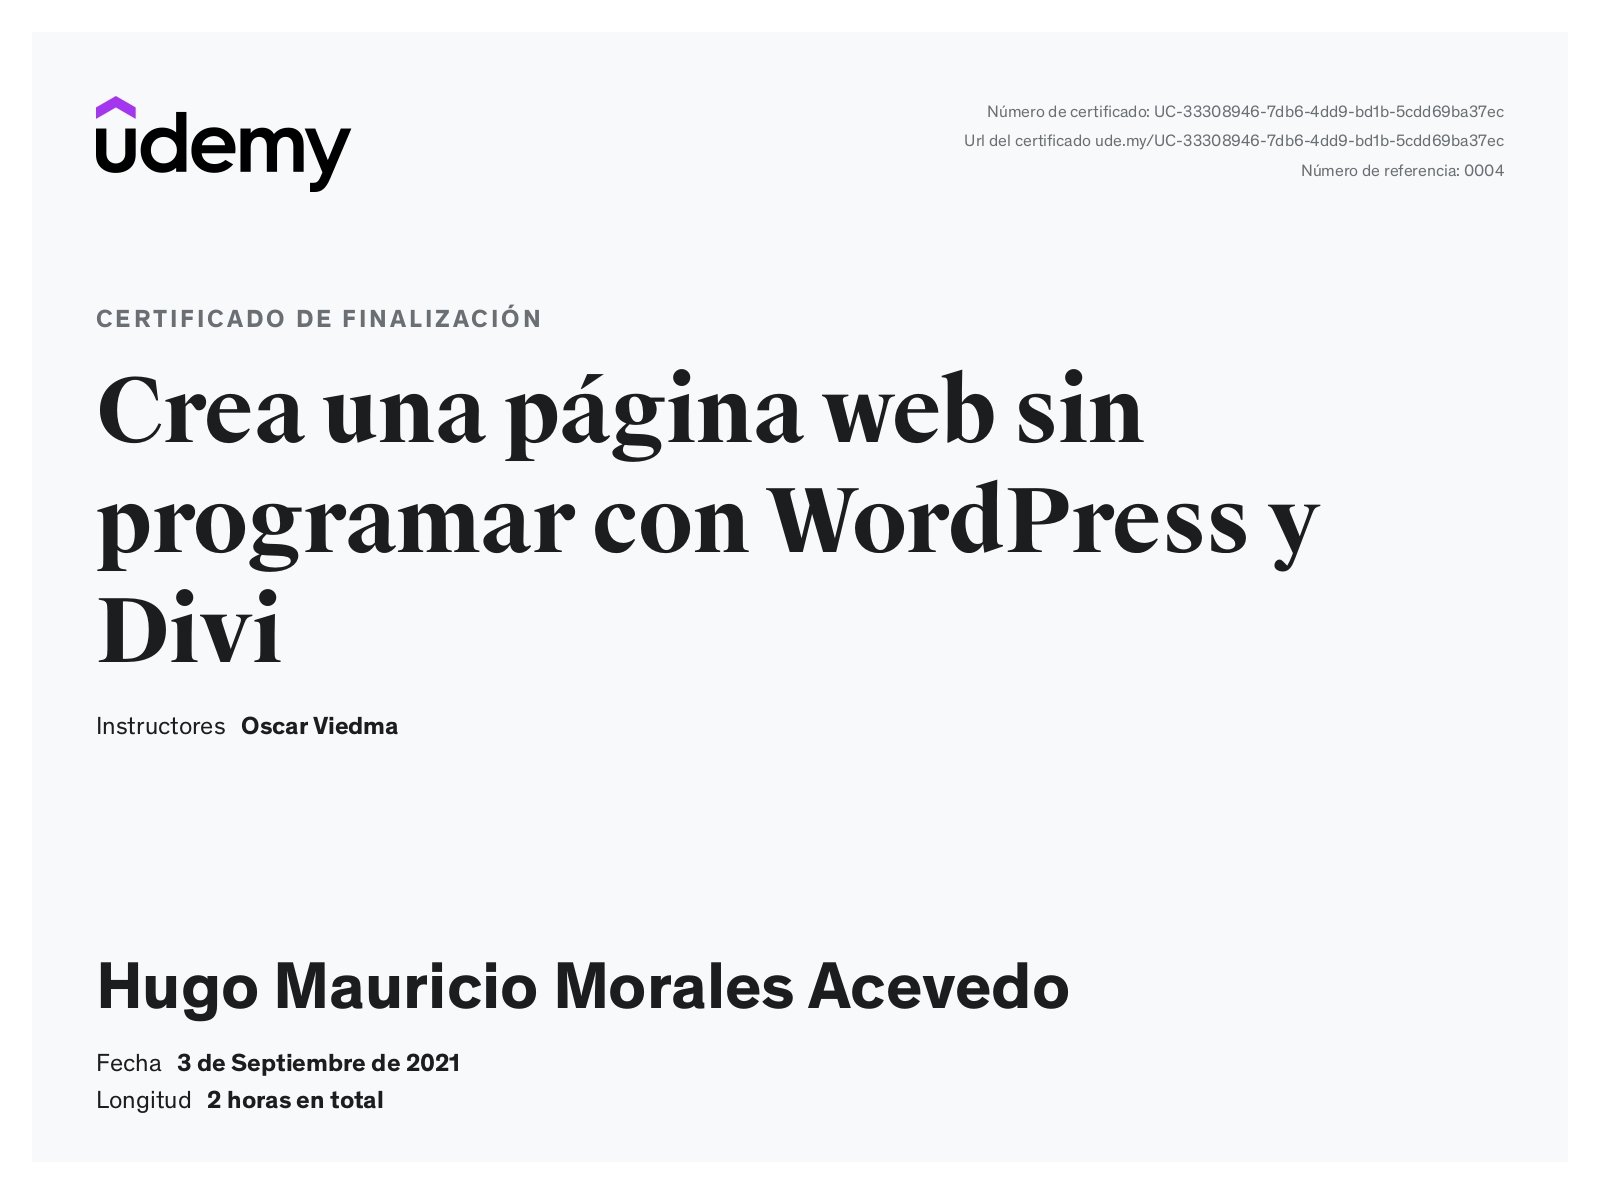 udemy
Número de certificado: UC-33308946-7db6-4dd9-bd1b-5cdd69ba37ec
Url del certificado ude.my/UC-33308946-7db6-4dd9-bd1b-5cdd69ba37ec
Número de referencia: 0004
CERTIFICADO DE FINALIZACIÓN
Crea una página web sin
programar con WordPress y
Divi
Instructores Oscar Viedma
Hugo Mauricio Morales Acevedo
Fecha 3 de Septiembre de 2021
Longitud 2 horas en total